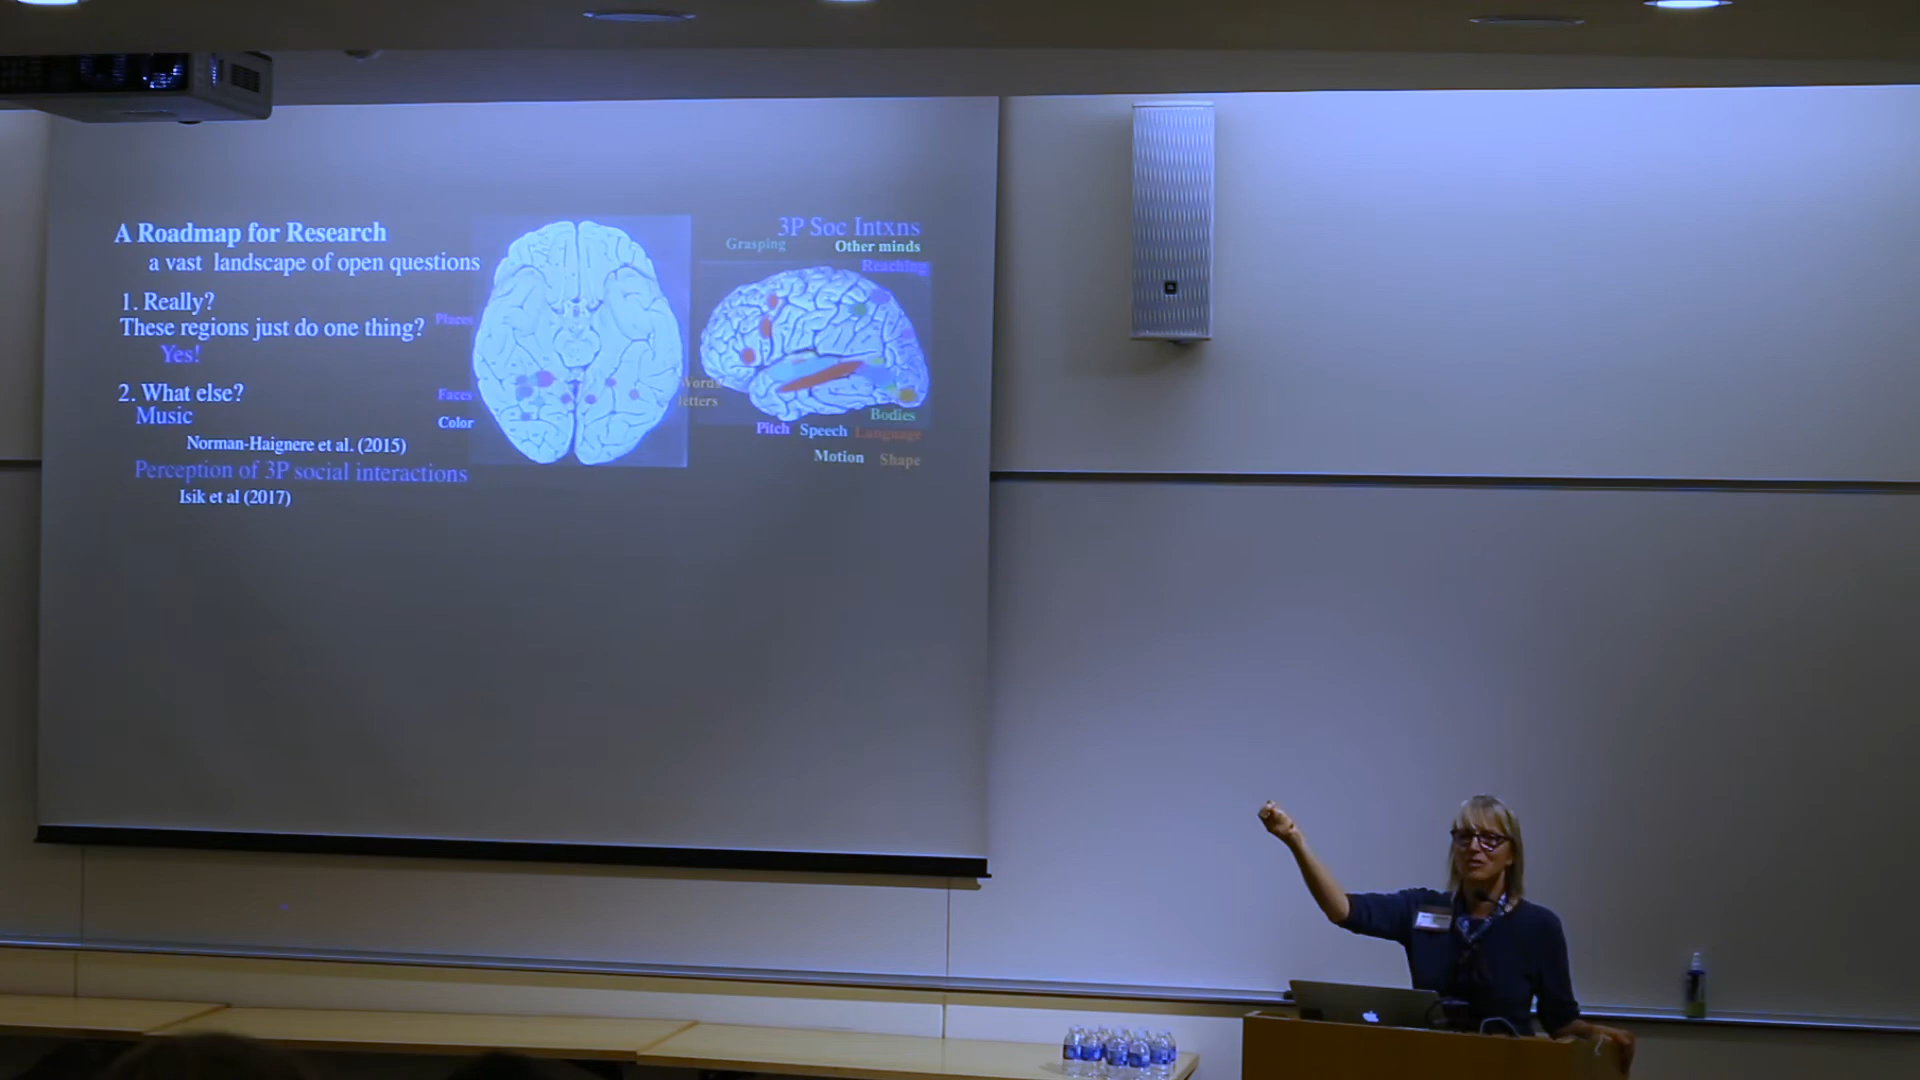 A Roadmap for Research
a vast landscape of open questions
1. Really?
These regions just do one thing?
Yes!
2. What else?
Music
Norman-Haignere et al. (2015)
Perception of 3P social interactions
Isik et al (2017)
Places
Faces
Color
Words
letters
3P Soc Intxns
Grasping
Other minds
Reaching
Bodies
Pitch
Speech
Language
Motion
Shape